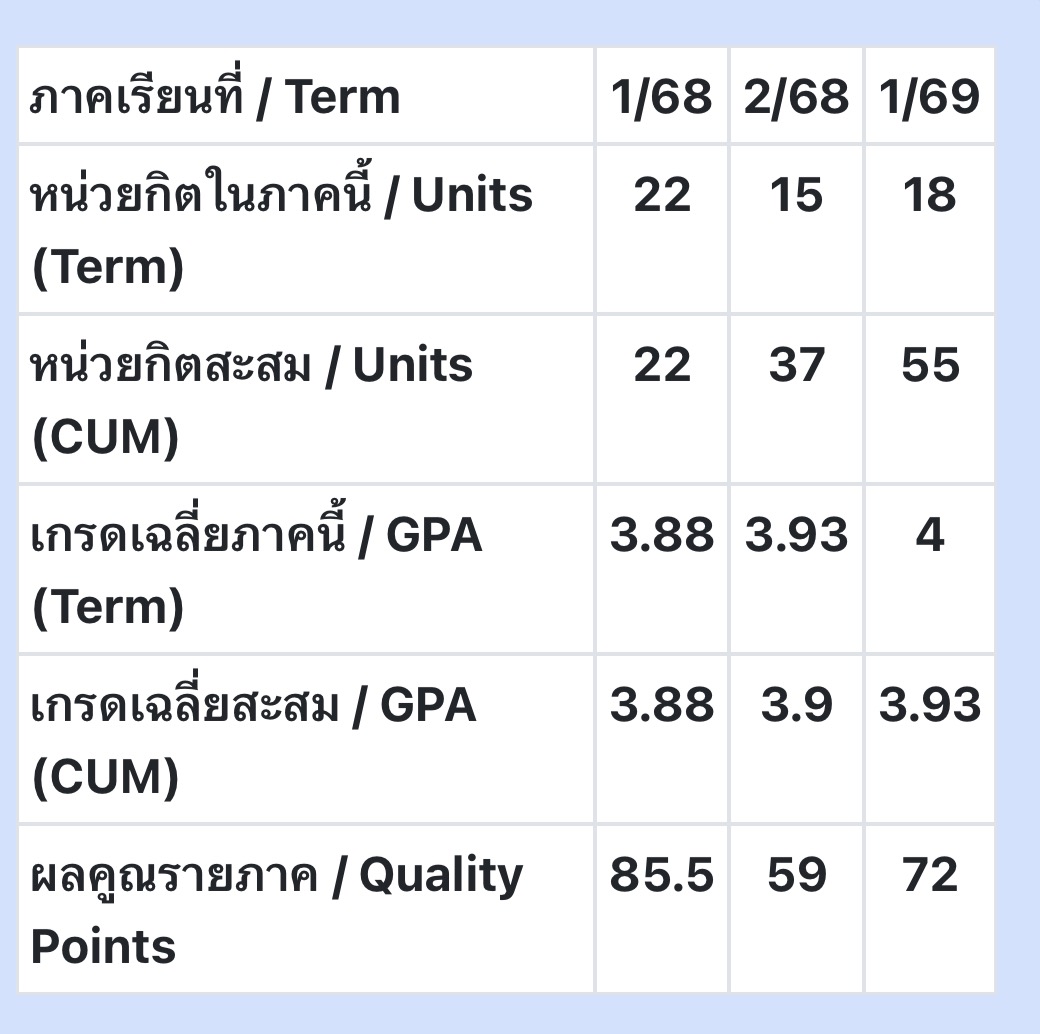 ภาคเรียนที่ / Term 1/68 2/68 1/69
หน่วยกิตในภาคนี้ / Units 22 15 18
(Term)
หน่วยกิตสะสม / Units 22 37 55
(CUM)
เกรดเฉลี่ยภาคนี้ / GPA 3.88 3.93 4
(Term)
เกรดเฉลี่ยสะสม / GPA 3.88 3.9 3.93
(CUM)
ผลคูณรายภาค / Quality 85.5 59 72
Points